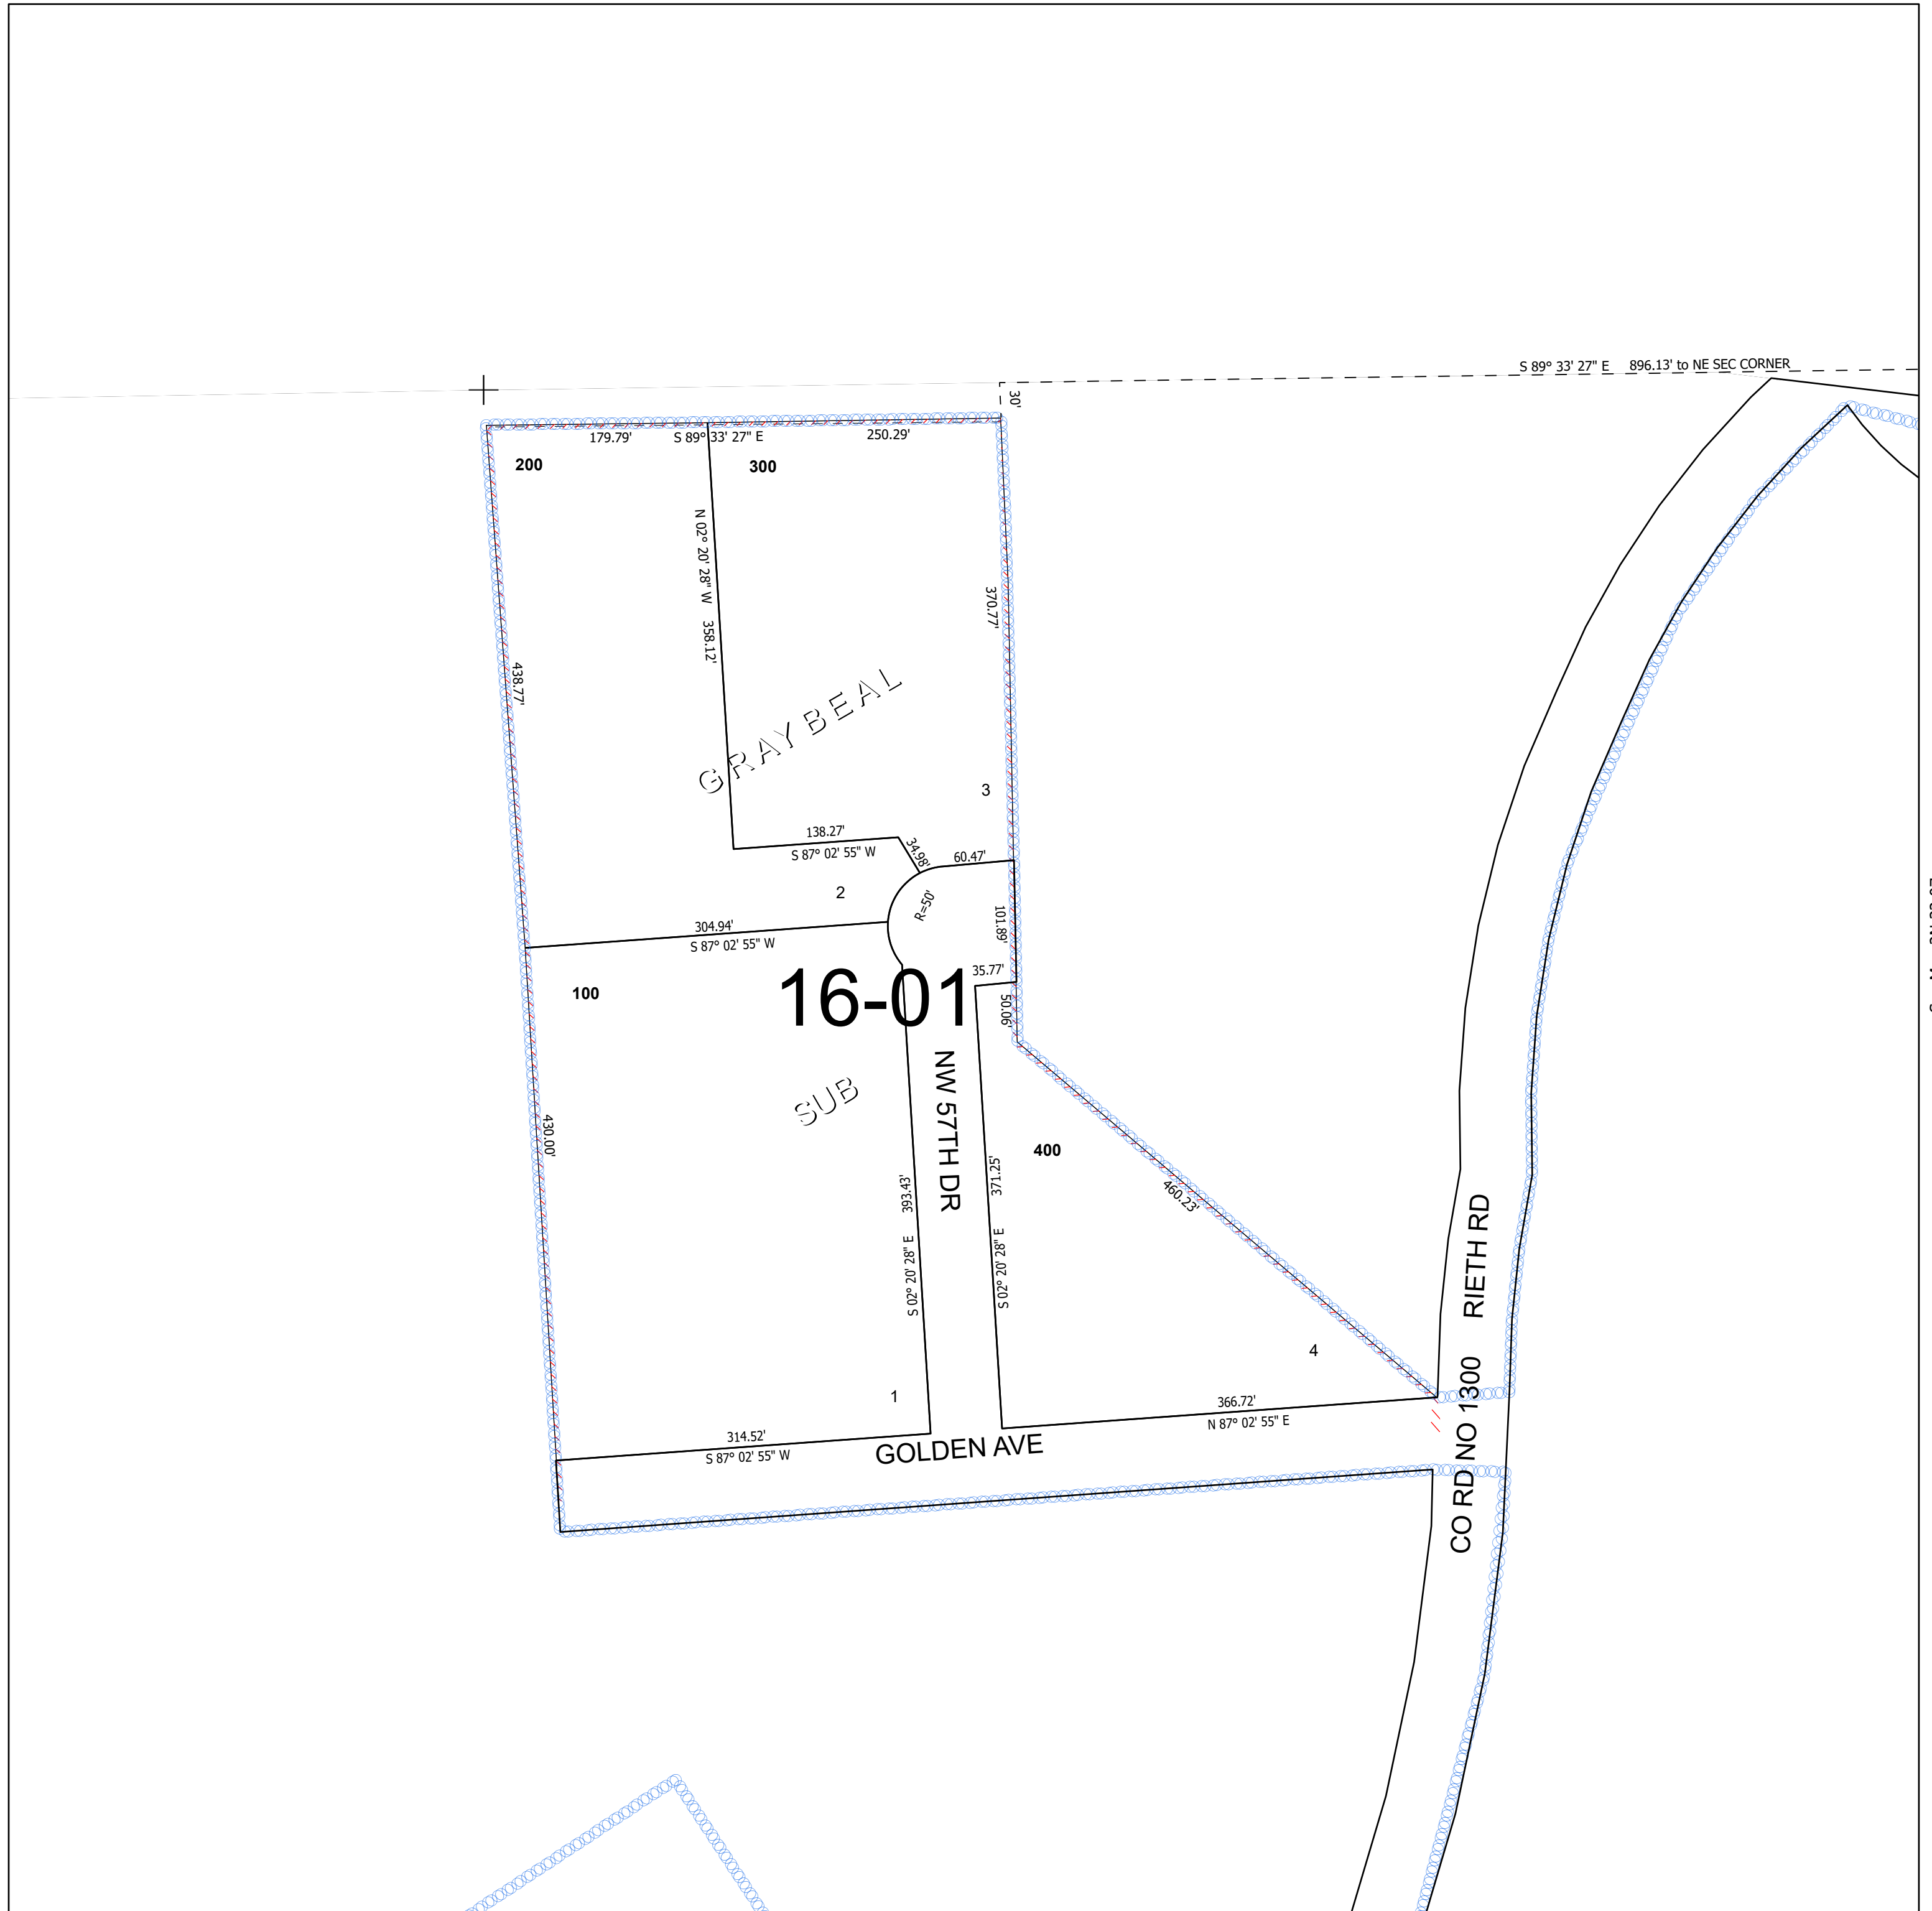 S 89° 33' 27" E 896.13' to NE SEC CORNER
30'
179.79' S 89° 33' 27" E 250.29'
200
300
N 02° 20' 28" W 358.12'
370.77'
438.77'
GRAYBEAL
3
138.27'
S 87° 02' 55" W
34.98'
60.47'
2
R=50'
304.94'
S 87° 02' 55" W
101.89'
35.77'
100
16-01
50.06'
SUB
NW 57TH DR
400
430.00'
S 02° 20' 28" E 393.43'
S 02° 20' 28" E 371.25'
460.23'
RIETH RD
4
1
366.72'
N 87° 02' 55" E
314.52'
S 87° 02' 55" W
GOLDEN AVE
CO RD NO 1300